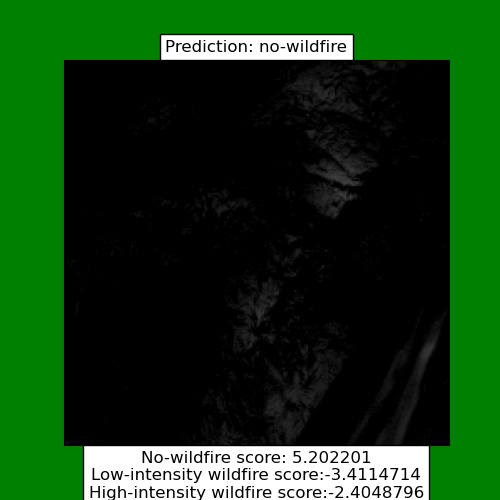 Prediction: no-wildfire
No-wildfire score: 5.202201
Low-intensity wildfire score:-3.4114714
High-intensity wildfire score:-2.4048796